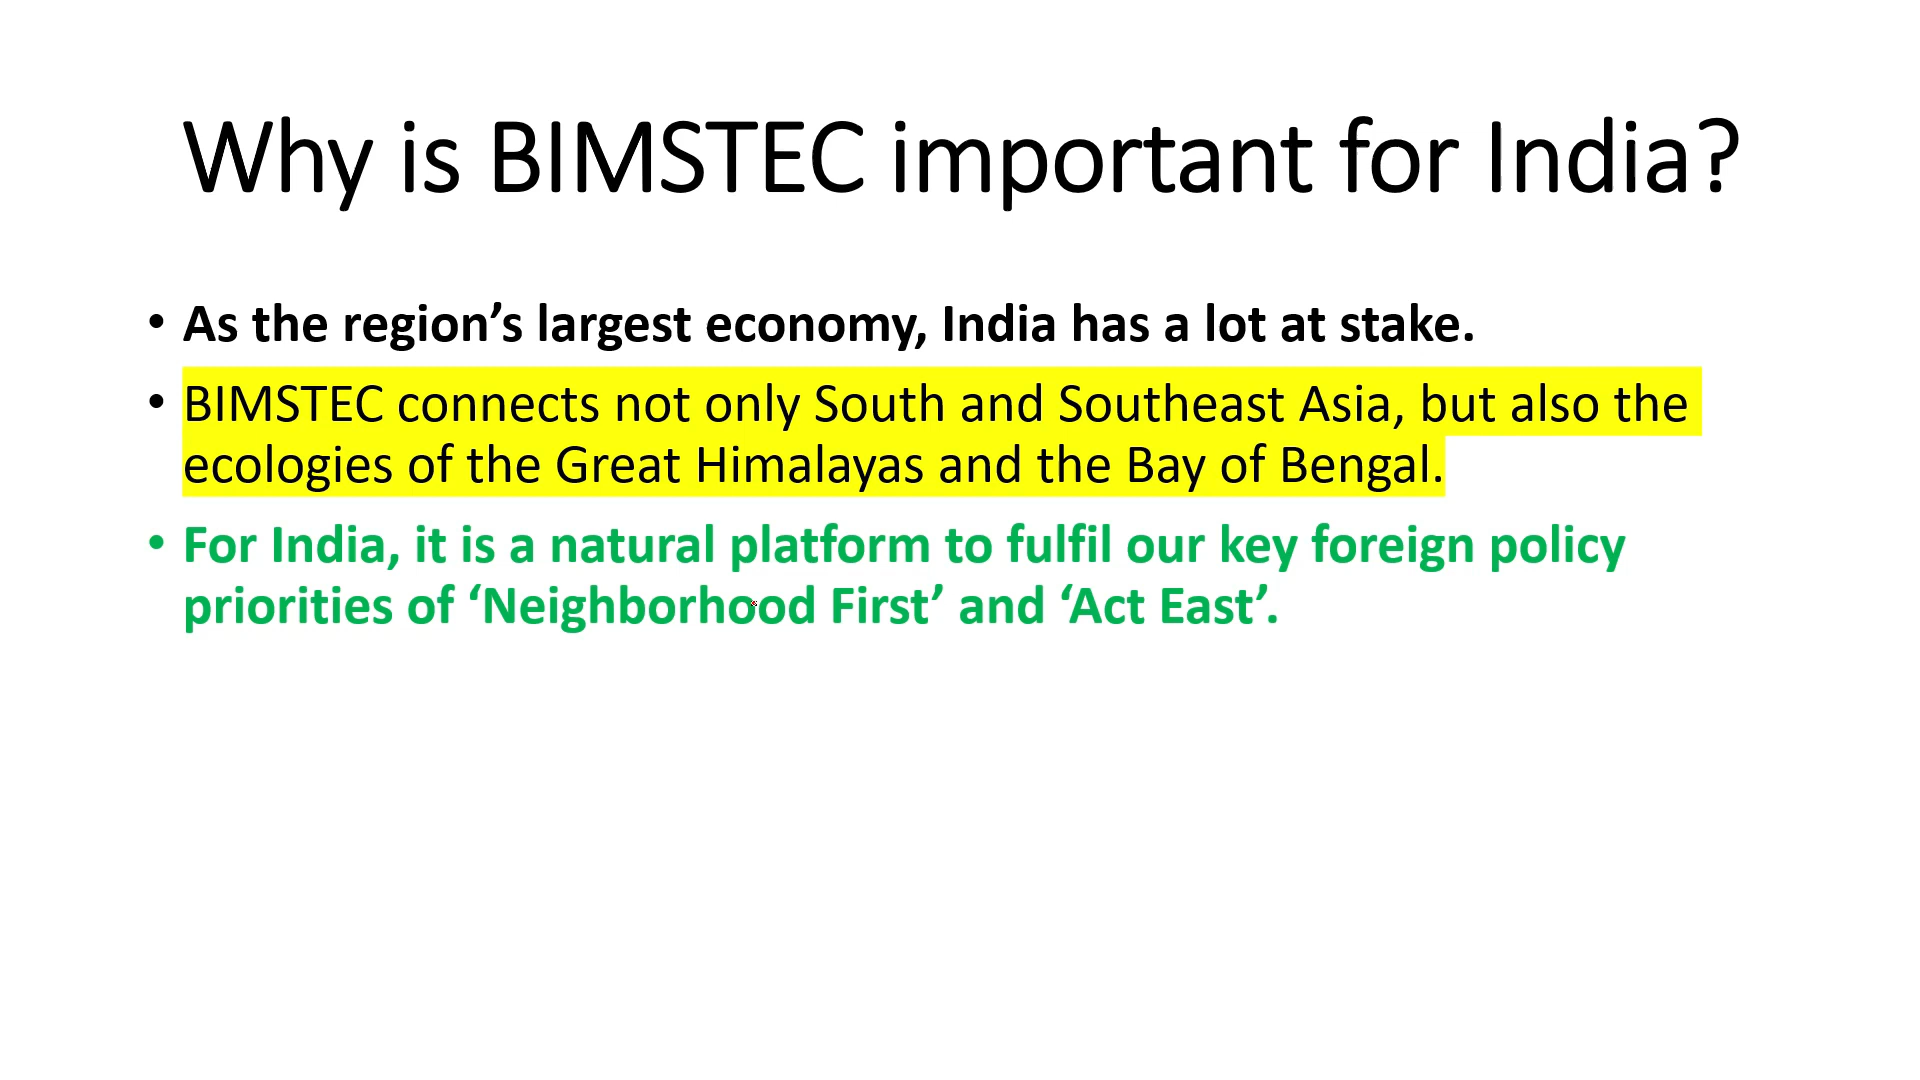 Why is BIMSTEC important for India?
• As the region’s largest economy, India has a lot at stake.
• BIMSTEC connects not only South and Southeast Asia, but also the
ecologies of the Great Himalayas and the Bay of Bengal.
• For India, it is a natural platform to fulfil our key foreign policy
priorities of ‘Neighborhood First’ and ‘Act East’.